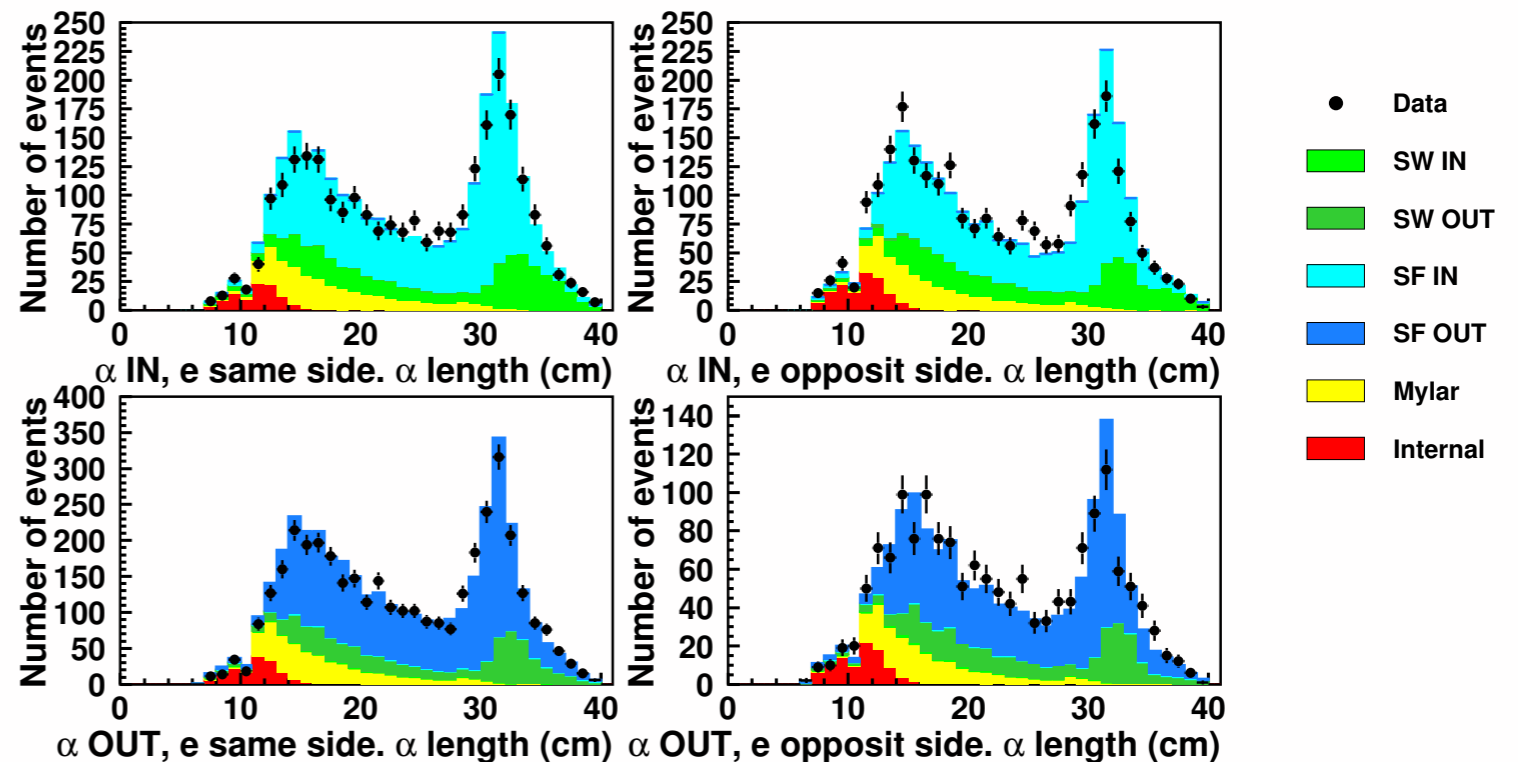 250
225
200
175
150
125
100
75
50
25
0
Number of events
0 10 20 30 40
α IN, e same side. α length (cm)
250
225
200
175
150
125
100
75
50
25
0
Number of events
0 10 20 30 40
α IN, e opposit side. α length (cm)
Data
SW IN
SW OUT
SF IN
SF OUT
Mylar
Internal
400
350
300
250
200
150
100
50
0
Number of events
0 10 20 30 40
α OUT, e same side. α length (cm)
140
120
100
80
60
40
20
0
Number of events
0 10 20 30 40
α OUT, e opposit side. α length (cm)